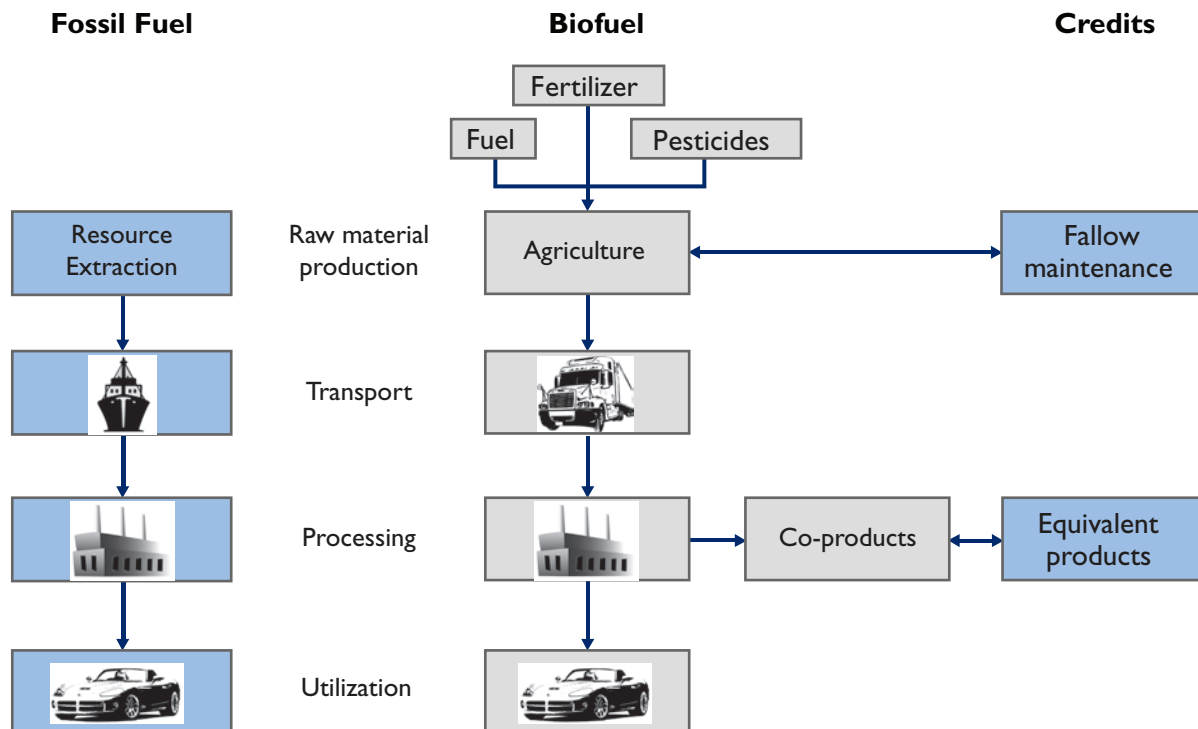 Fossil Fuel
Biofuel
Credits
Fertilizer
Fuel
Pesticides
Resource
Extraction
Raw material
production
Agriculture
Fallow
maintenance
Transport
Processing
Co-products
Equivalent
products
Utilization